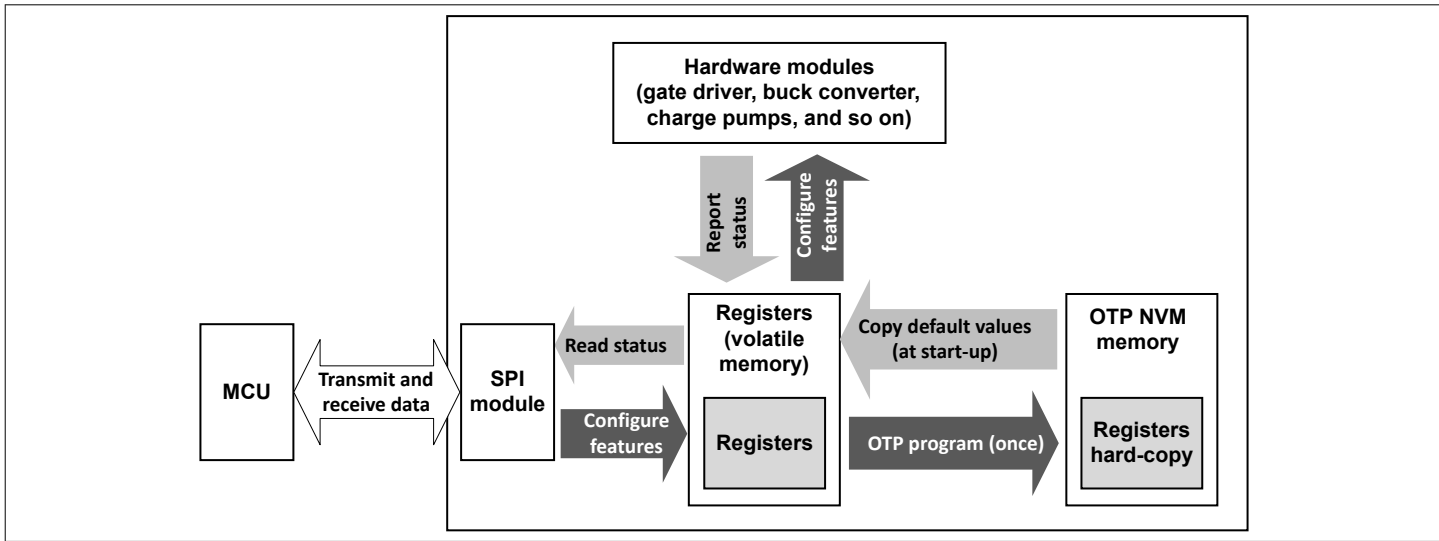 Hardware modules
(gate driver, buck converter,
charge pumps, and so on)
Report
status
Configure
features
MCU
Transmit and
receive data
SPI
module
Read status
Configure
features
Registers
(volatile
memory)
Registers
Copy default values
(at start-up)
OTP program (once)
OTP NVM
memory
Registers
hard-copy